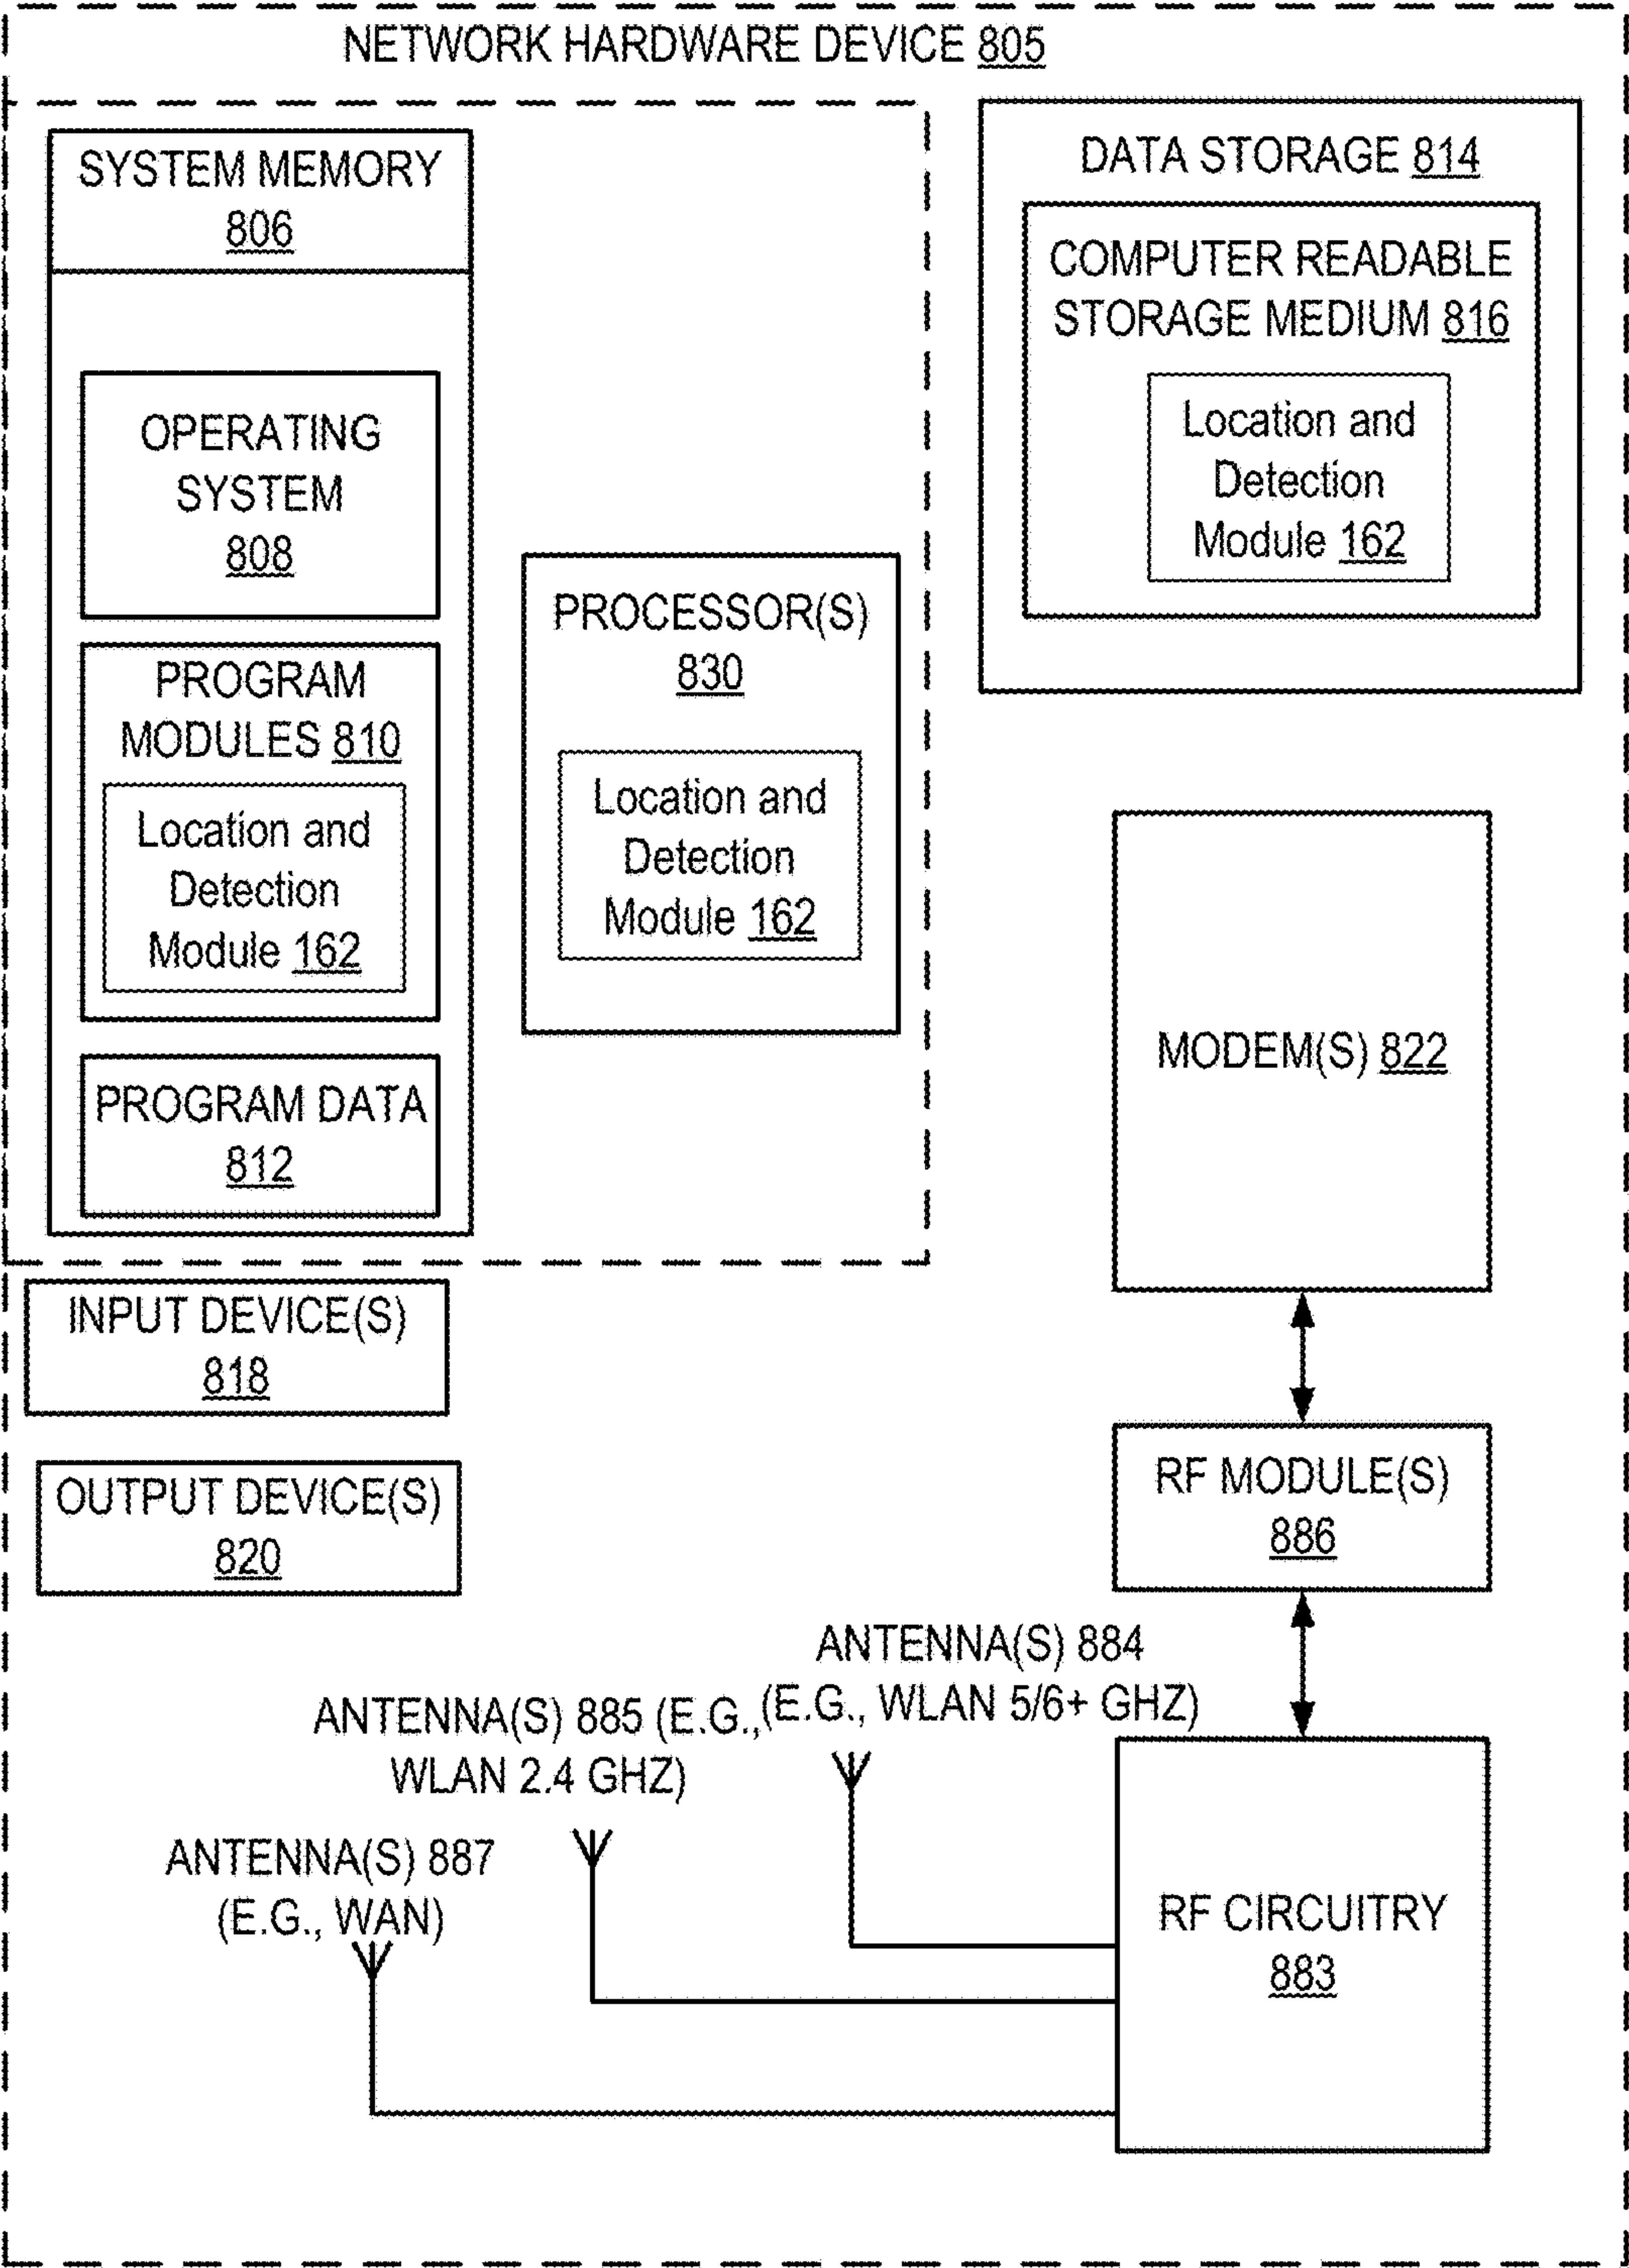 NETWORK HARDWARE DEVICE 805
SYSTEM MEMORY
806
OPERATING
SYSTEM
808
PROGRAM
MODULES 810
Location and
Detection
Module 162
PROGRAM DATA
812
PROCESSOR(S)
830
Location and
Detection
Module 162
DATA STORAGE 814
COMPUTER READABLE
STORAGE MEDIUM 816
Location and
Detection
Module 162
MODEM(S) 822
INPUT DEVICE(S)
818
OUTPUT DEVICE(S)
820
RF MODULE(S)
886
ANTENNA(S) 884
(E.G., WLAN 5/6+ GHZ)
ANTENNA(S) 885 (E.G.,
WLAN 2.4 GHZ)
ANTENNA(S) 887
(E.G., WAN)
RF CIRCUITRY
883